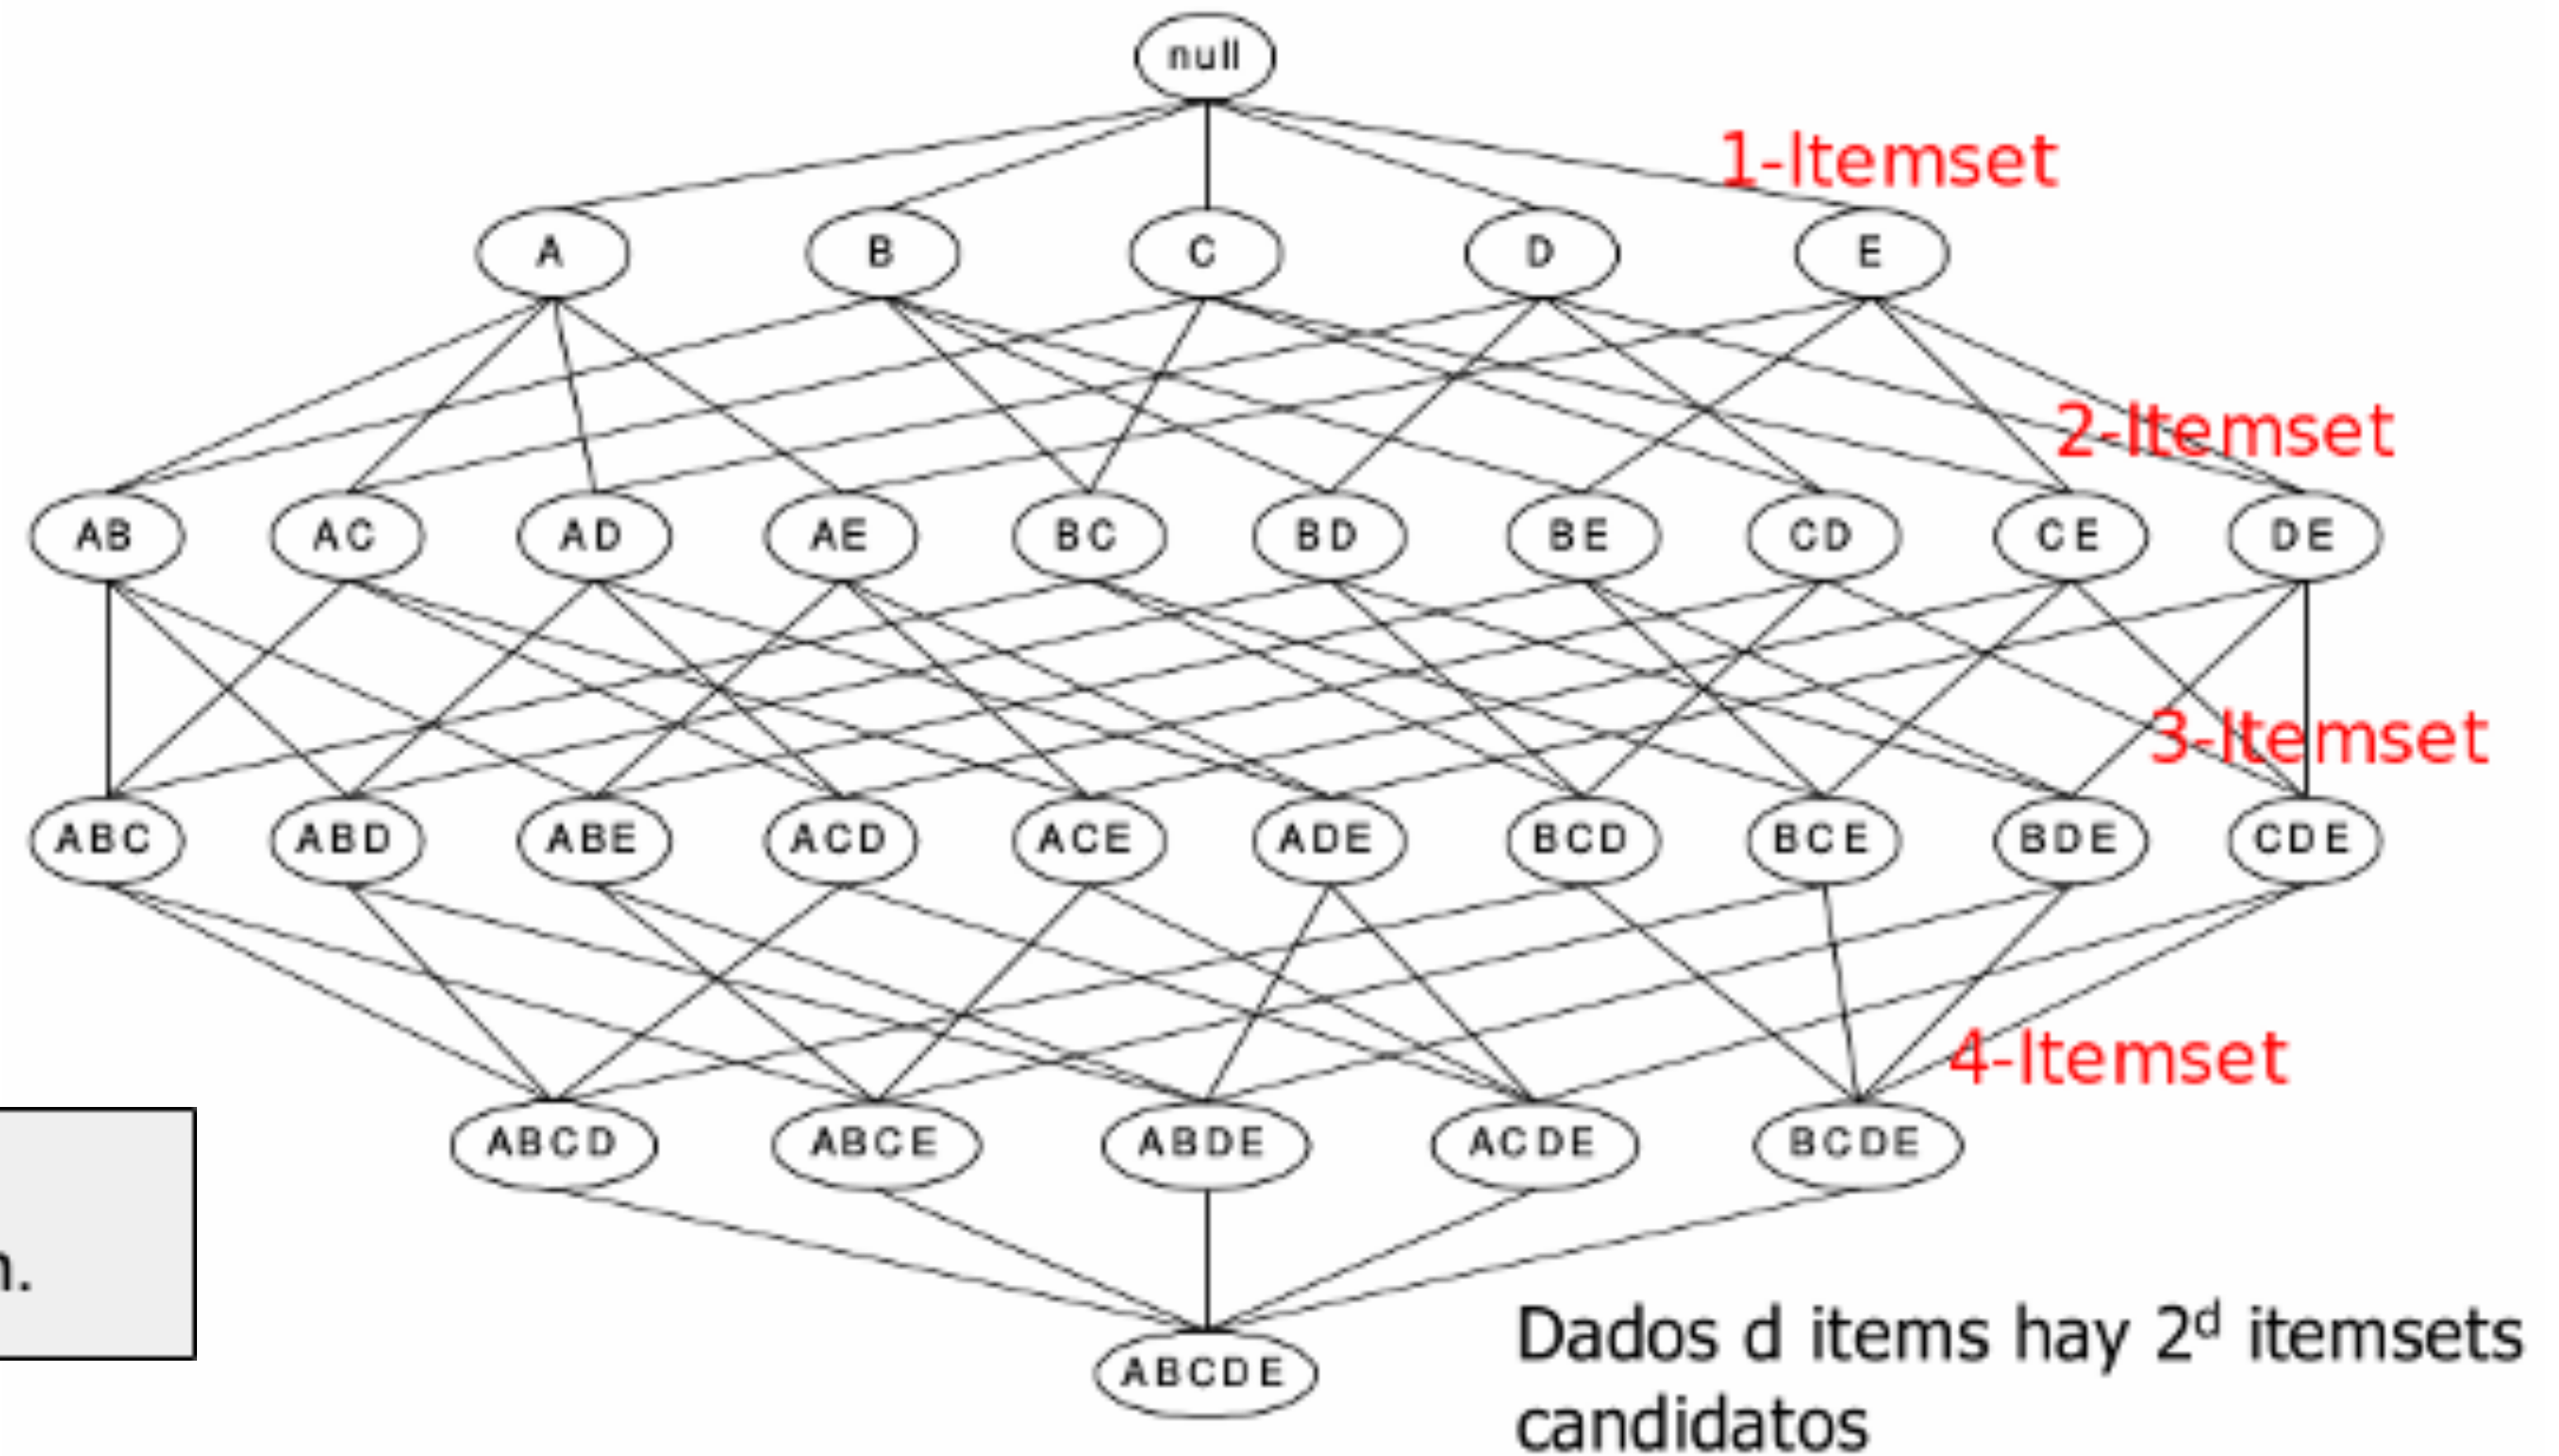 null
1-Itemset
A B C D E
2-Itemset
AB AC AD AE BC BD BE CD CE DE
3-Itemset
ABC ABD ABE ACD ACE ADE BCD BCE BDE CDE
4-Itemset
ABCD ABCE ABDE ACDE BCDE
n.
ABCDE
Dados d items hay 2ᵈ itemsets
candidatos